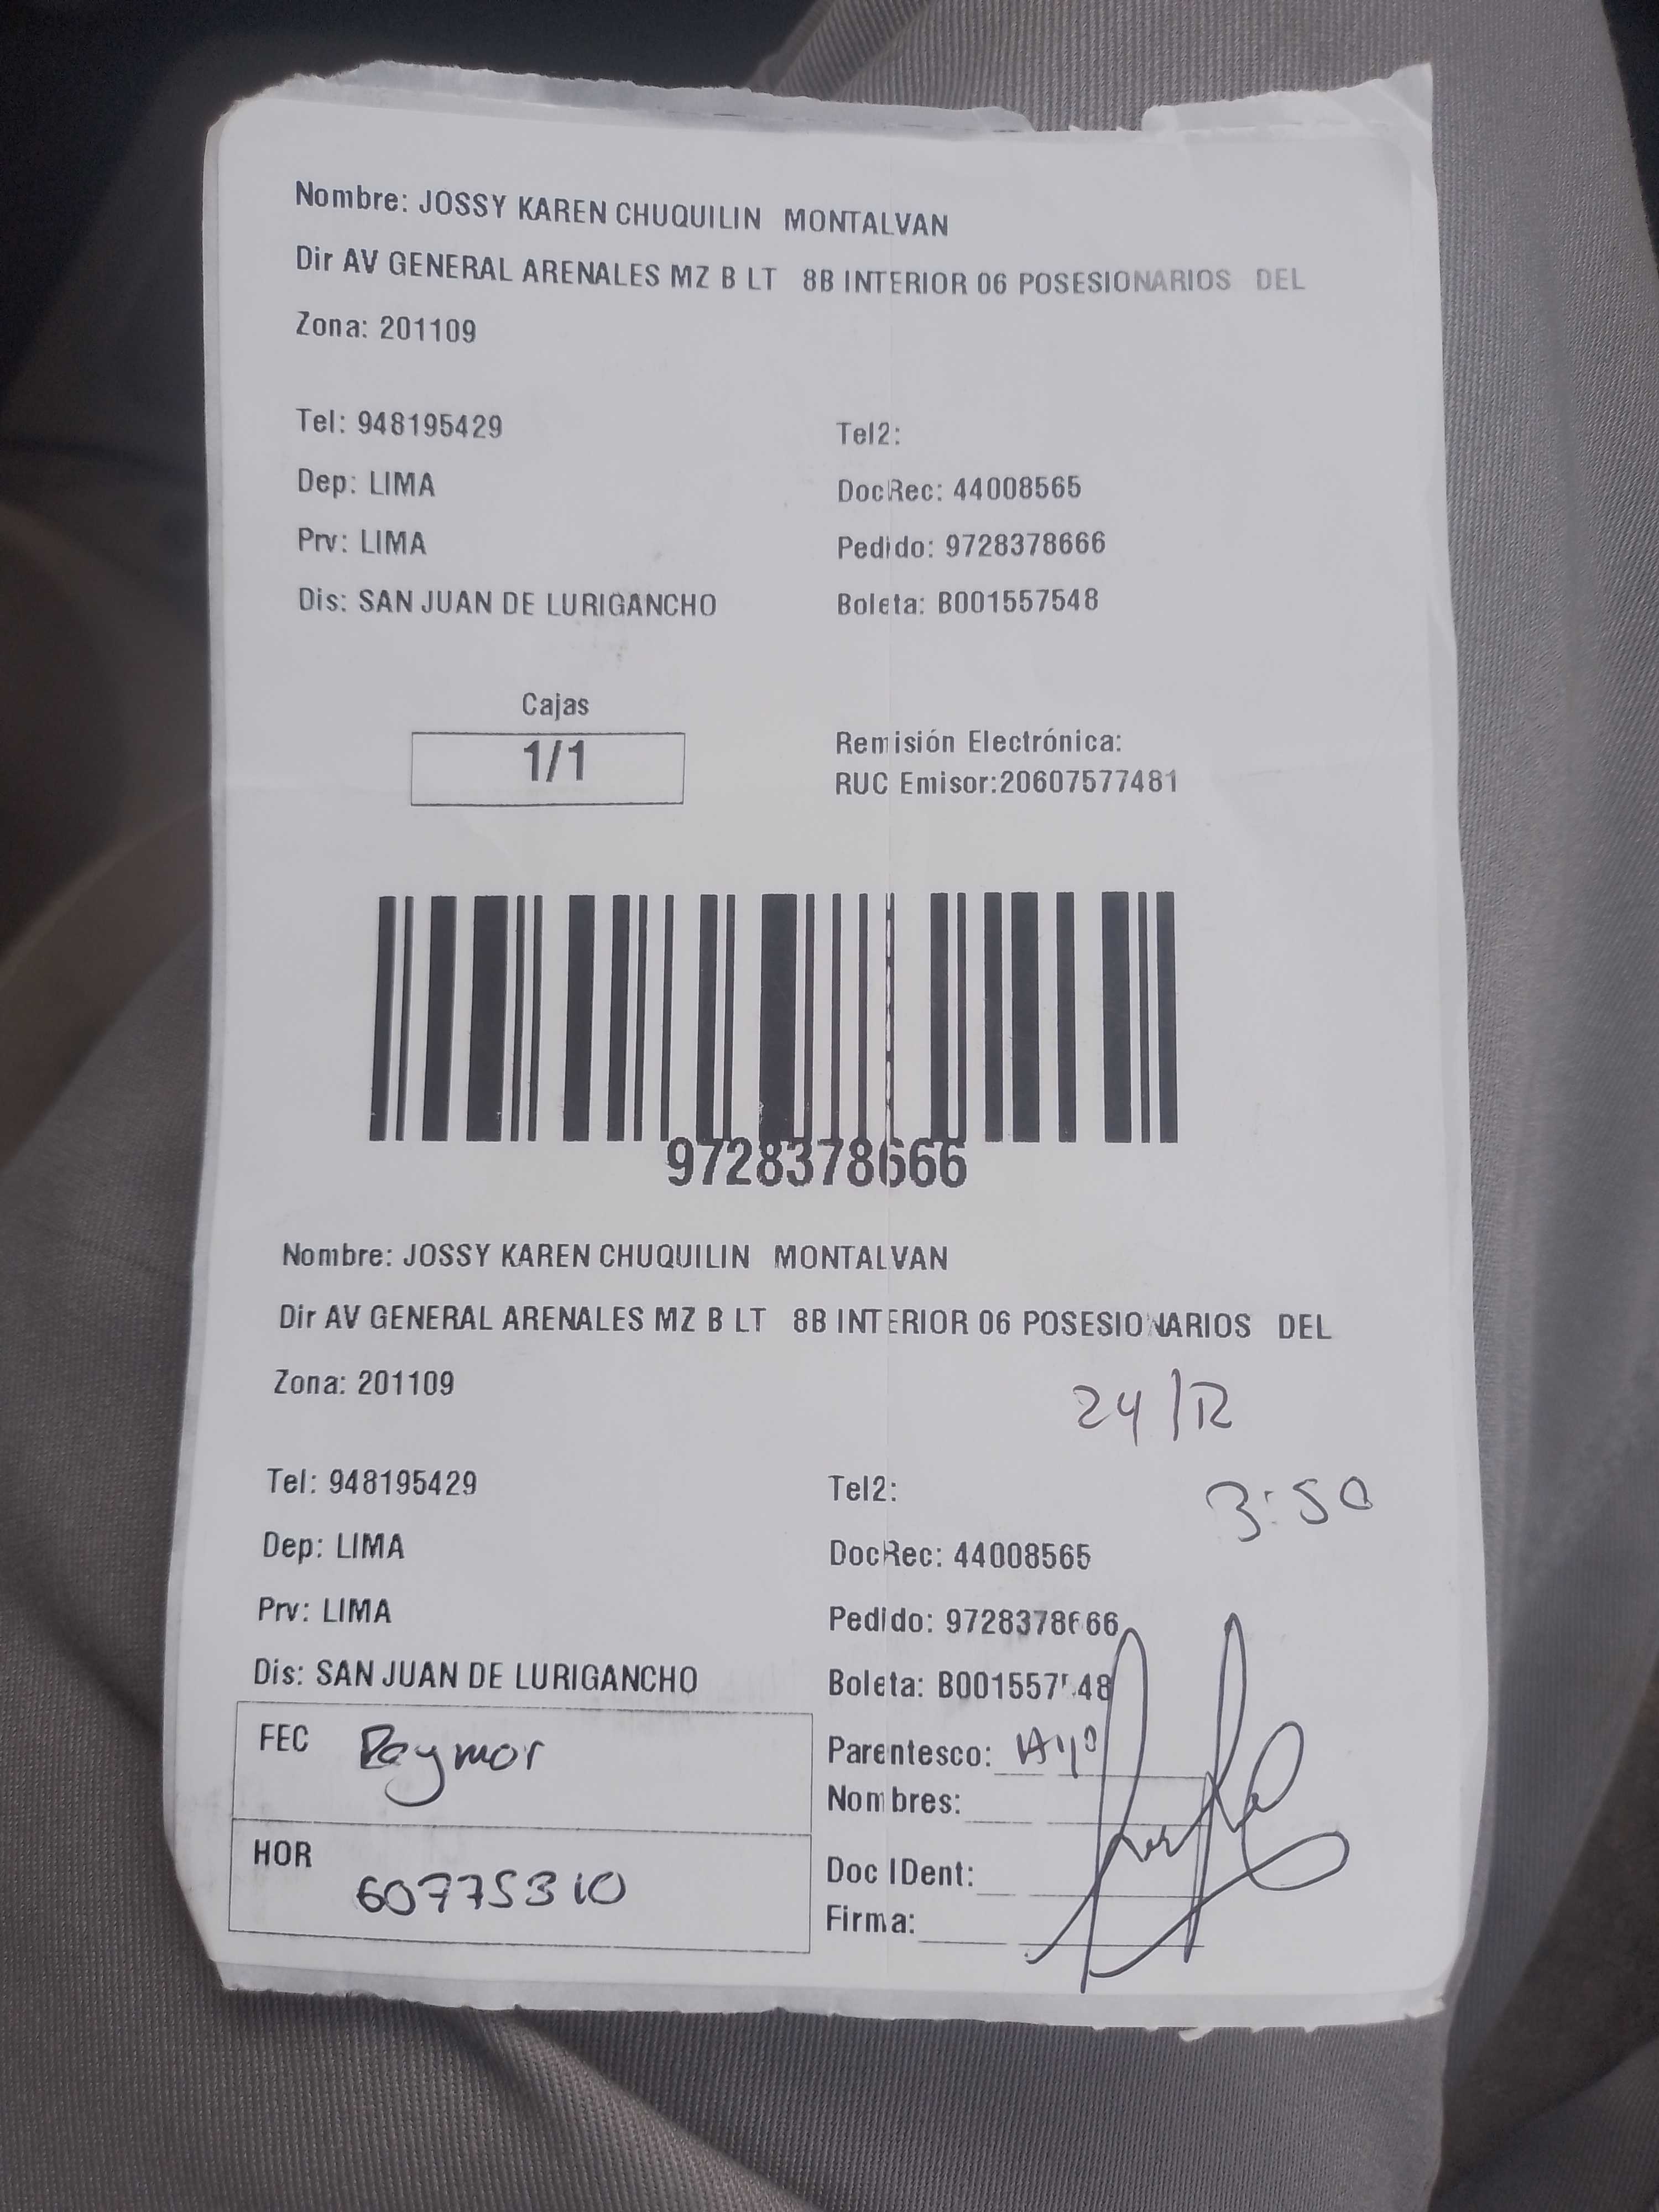 Nombre: JOSSY KAREN CHUQUILIN MONTALVAN
Dir AV GENERAL ARENALES MZ B LT 8B INTERIOR 06 POSESIONARIOS DEL
Zona: 201109
Tel: 948195429 Tel2:
Dep: LIMA DocRec: 44008565
Prv: LIMA Pedido: 9728378666
Dis: SAN JUAN DE LURIGANCHO Boleta: B001557548
Cajas
1/1
Remisión Electrónica:
RUC Emisor:20607577481
9728378666
Nombre: JOSSY KAREN CHUQUILIN MONTALVAN
Dir AV GENERAL ARENALES MZ B LT 8B INTERIOR 06 POSESIONARIOS DEL
Zona: 201109
24/12
3:50
Tel: 948195429 Tel2:
Dep: LIMA DocRec: 44008565
Prv: LIMA Pedido: 9728378666
Dis: SAN JUAN DE LURIGANCHO Boleta: B001557548
FEC Raymor
HOR 60775310
Parentesco:
Nombres:
Doc IDent:
Firma: